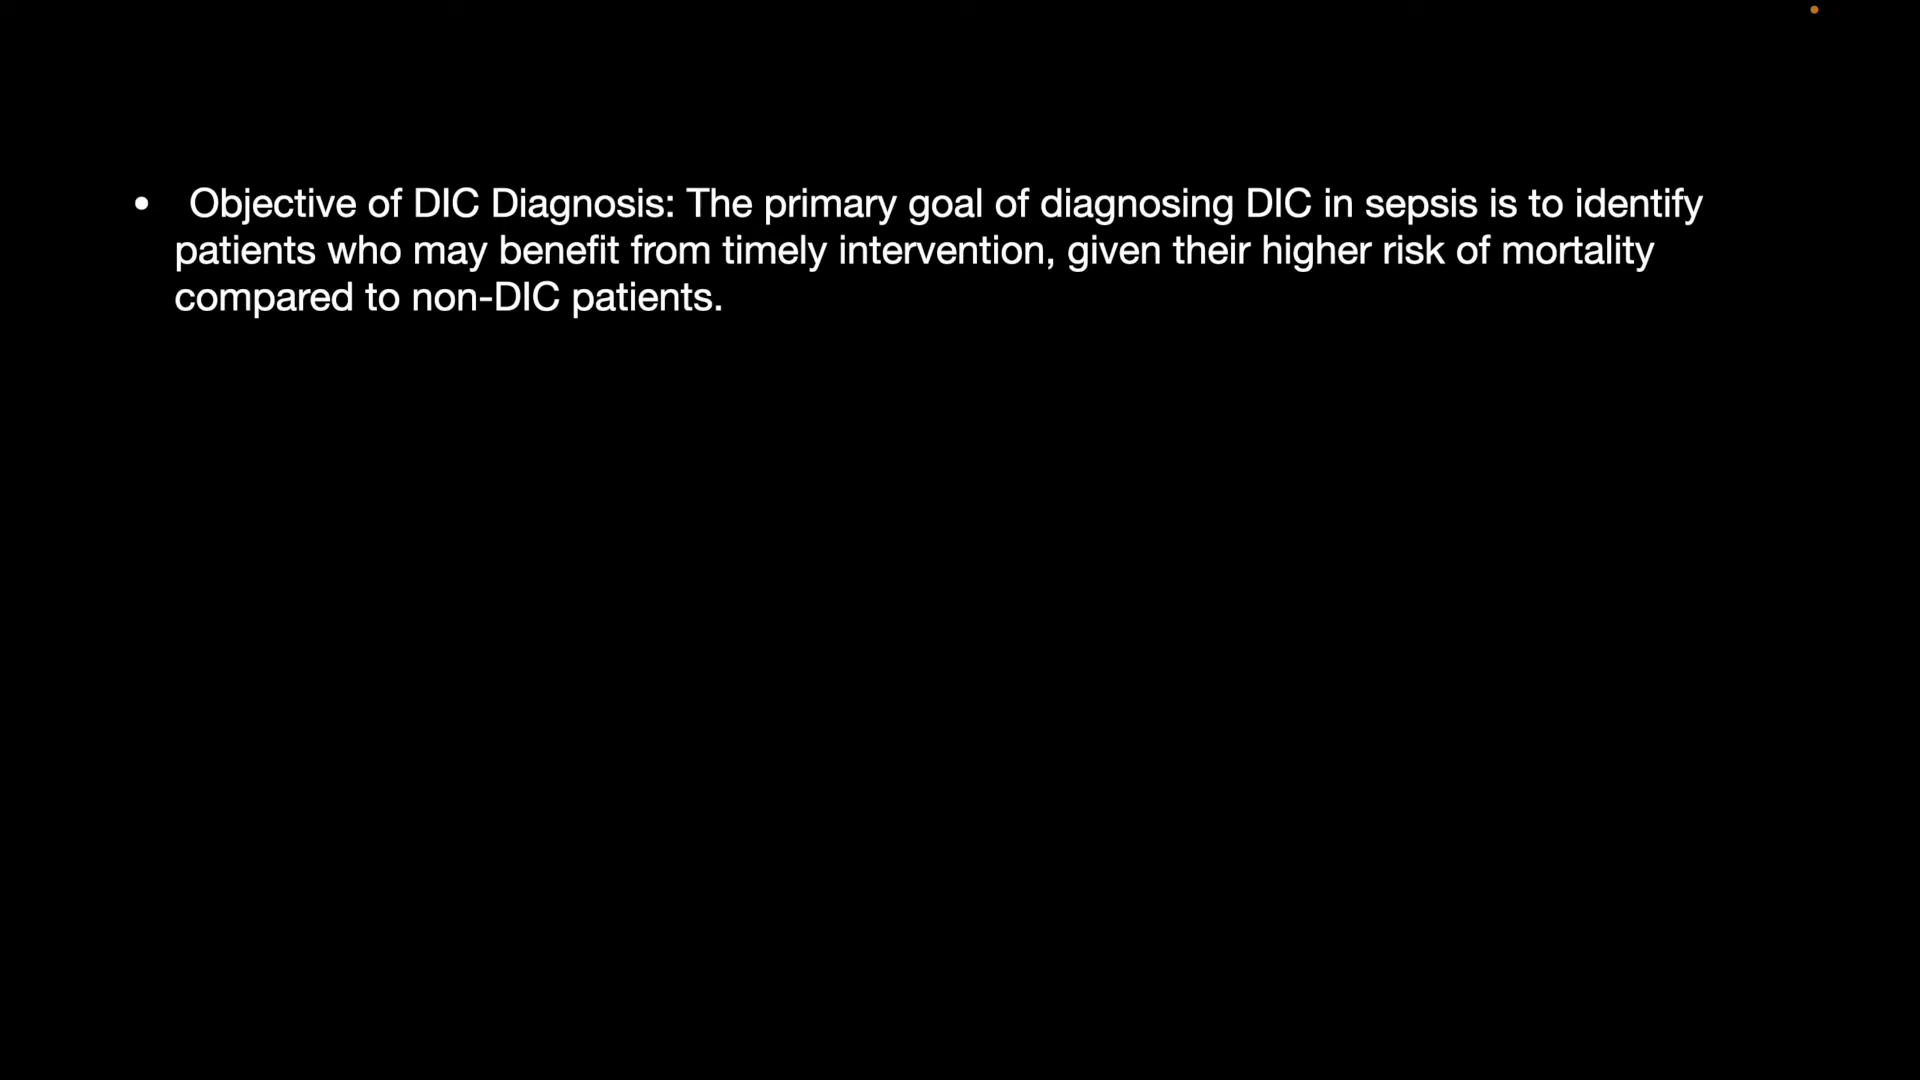 • Objective of DIC Diagnosis: The primary goal of diagnosing DIC in sepsis is to identify
patients who may benefit from timely intervention, given their higher risk of mortality
compared to non-DIC patients.